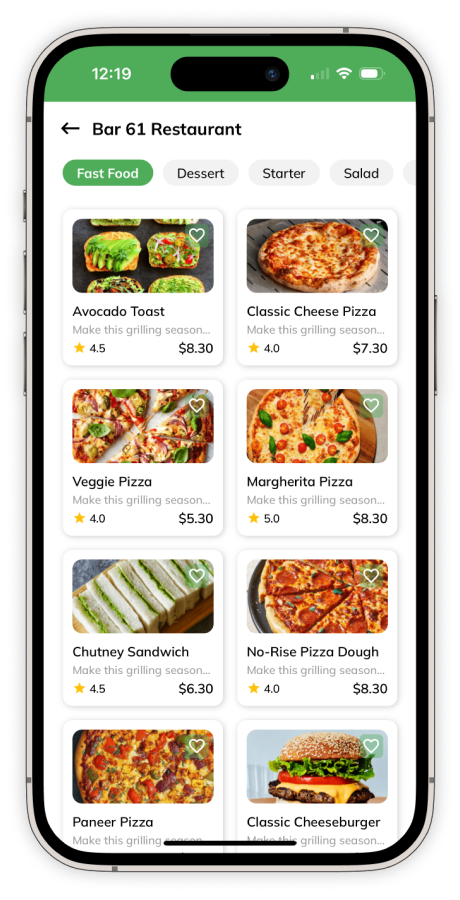 12:19
Bar 61 Restaurant
Fast Food Dessert Starter Salad
Avocado Toast Classic Cheese Pizza
Make this grilling season... Make this grilling season...
4.5 $8.30 4.0 $7.30
Veggie Pizza Margherita Pizza
Make this grilling season... Make this grilling season...
4.0 $5.30 5.0 $8.30
Chutney Sandwich No-Rise Pizza Dough
Make this grilling season... Make this grilling season...
4.5 $6.30 4.0 $8.30
Paneer Pizza Classic Cheeseburger
Make this grilling season... Make this grilling season...